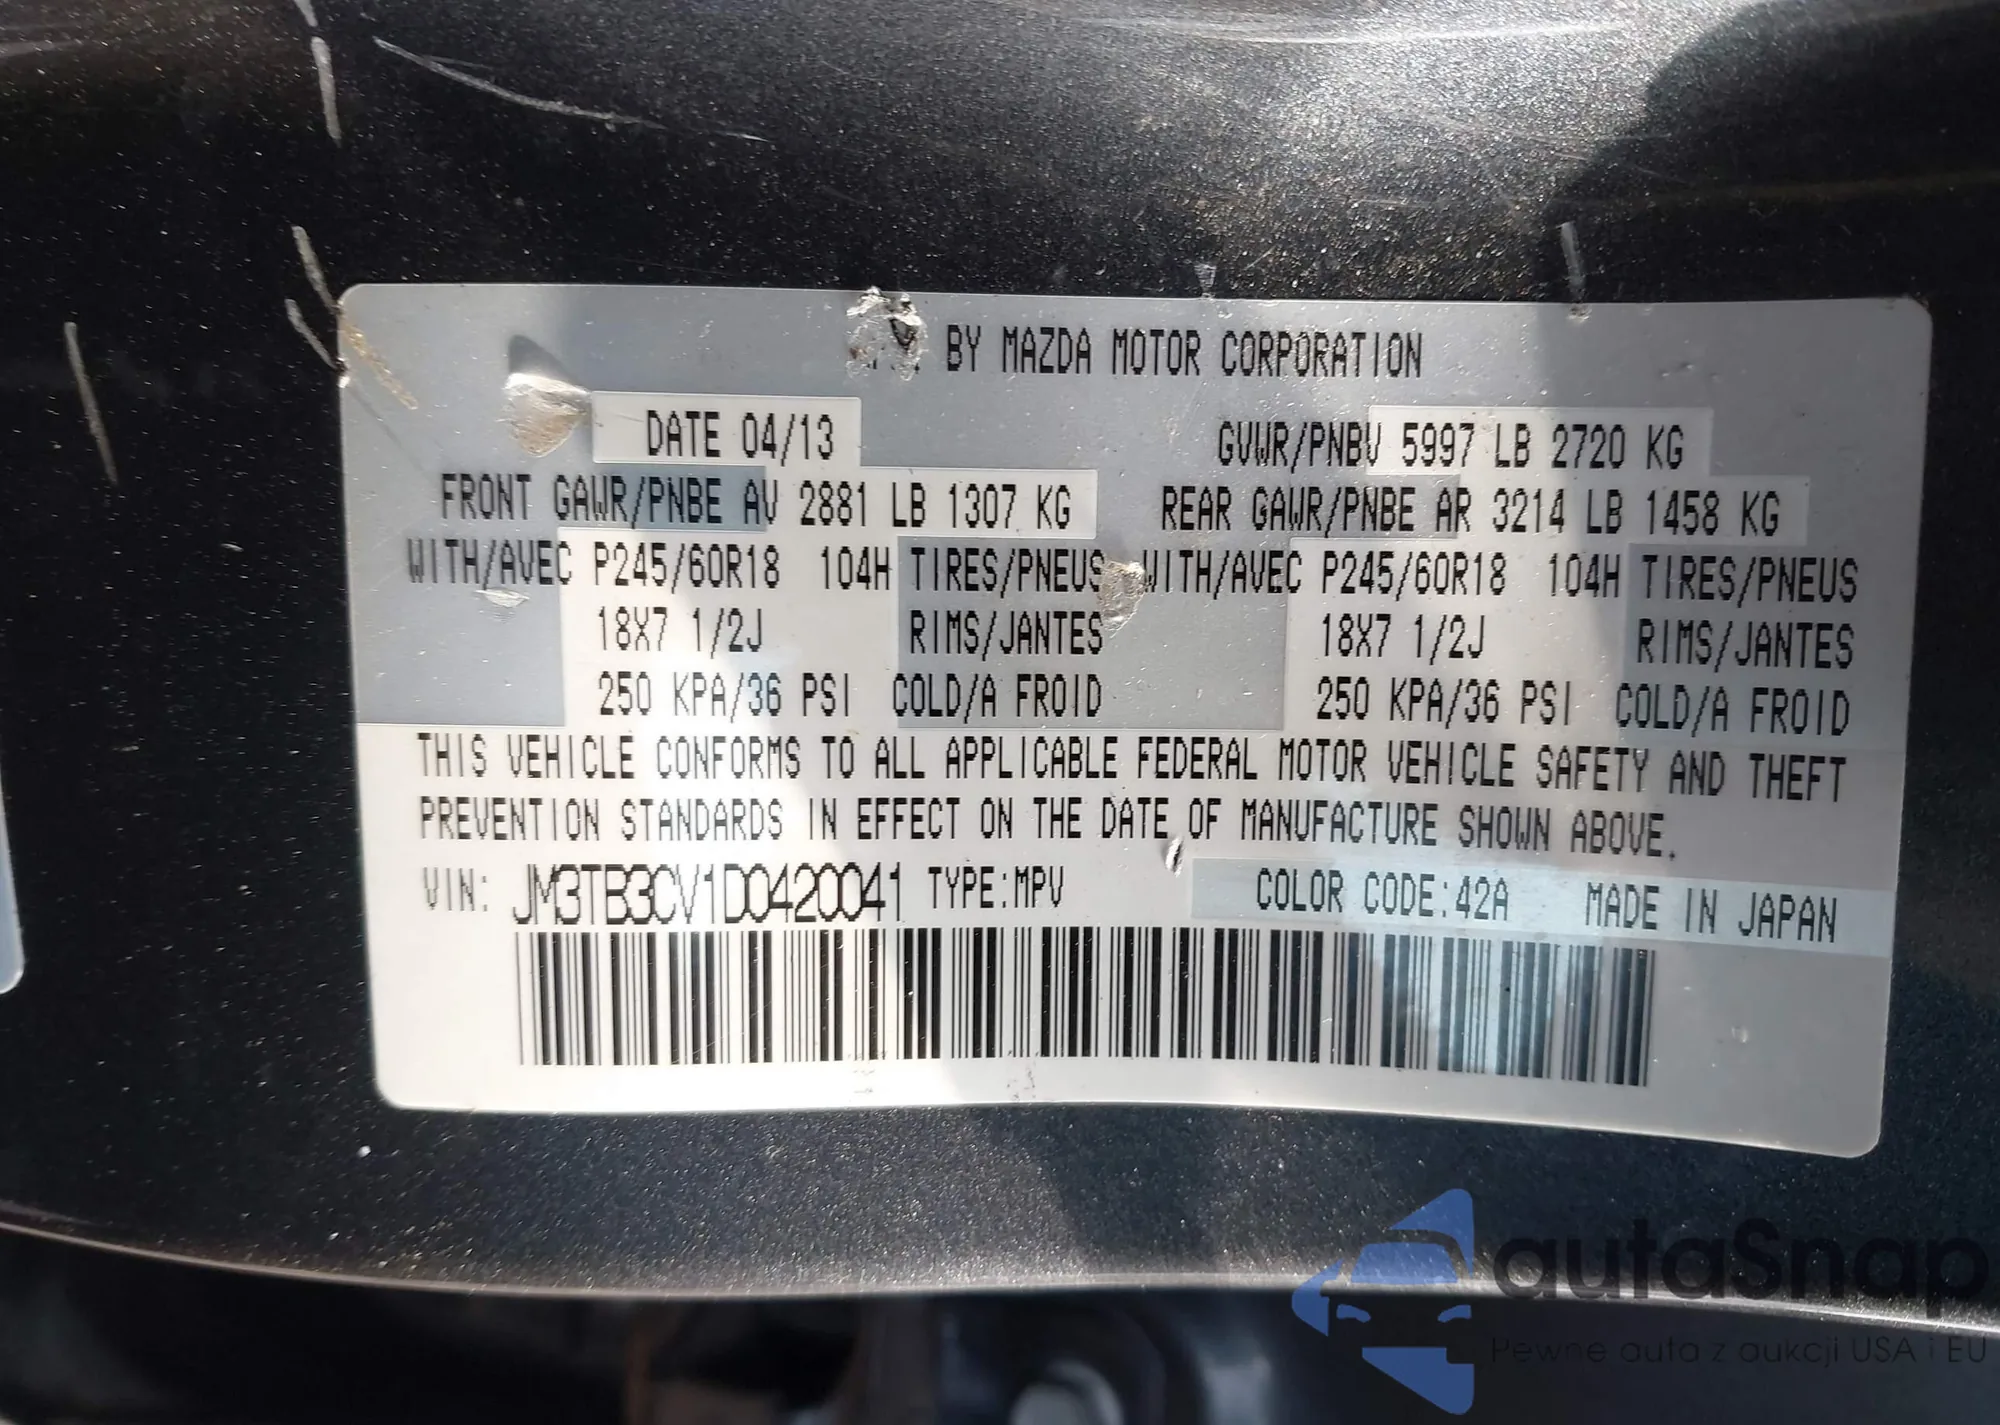 BY MAZDA MOTOR CORPORATION
DATE 04/13 GVWR/PNBV 5997 LB 2720 KG
FRONT GAWR/PNBE AV 2881 LB 1307 KG REAR GAWR/PNBE AR 3214 LB 1458 KG
WITH/AVEC P245/60R18 104H TIRES/PNEUS WITH/AVEC P245/60R18 104H TIRES/PNEUS
18X7 1/2J RIMS/JANTES 18X7 1/2J RIMS/JANTES
250 KPA/36 PSI COLD/A FROID 250 KPA/36 PSI COLD/A FROID
THIS VEHICLE CONFORMS TO ALL APPLICABLE FEDERAL MOTOR VEHICLE SAFETY AND THEFT
PREVENTION STANDARDS IN EFFECT ON THE DATE OF MANUFACTURE SHOWN ABOVE.
VIN: JM3TB3CV1D0420041 TYPE:MPV COLOR CODE:42A MADE IN JAPAN
autaSnap
Pewne auta z aukcji USA i EU